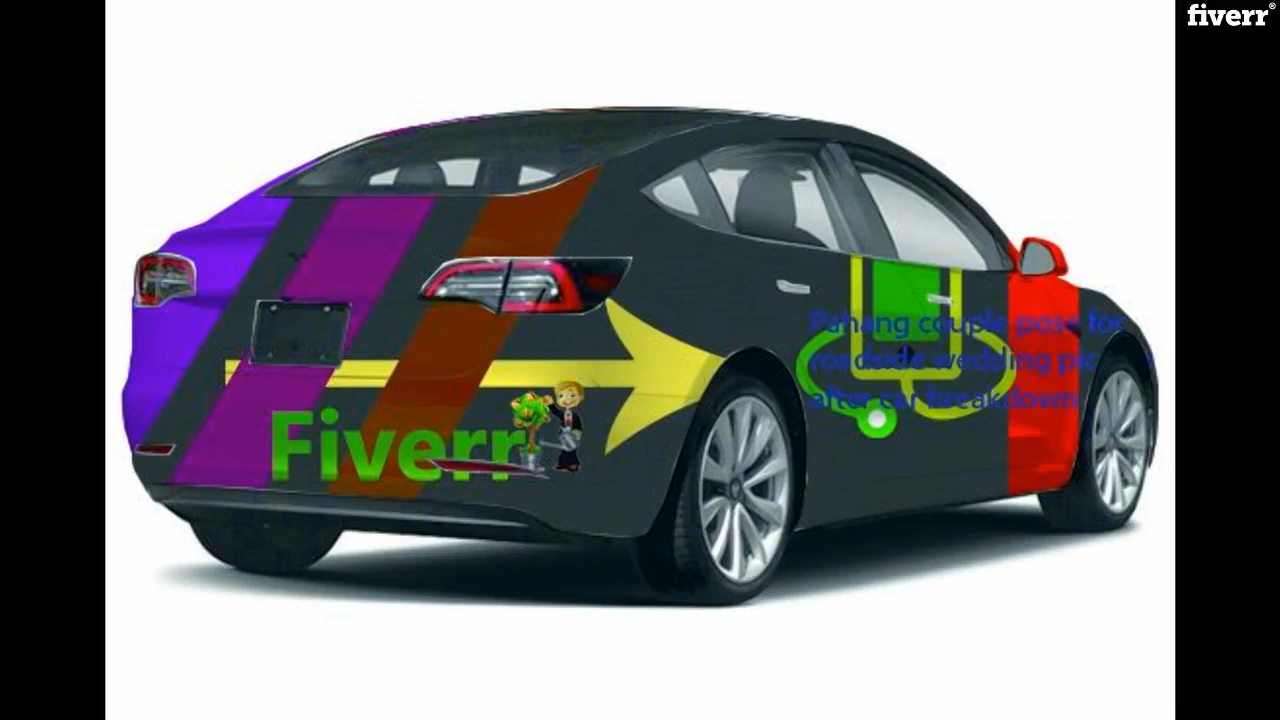 fiverr®
Pahang couple pose for
roadside wedding pic
after car breakdown
Fiverr